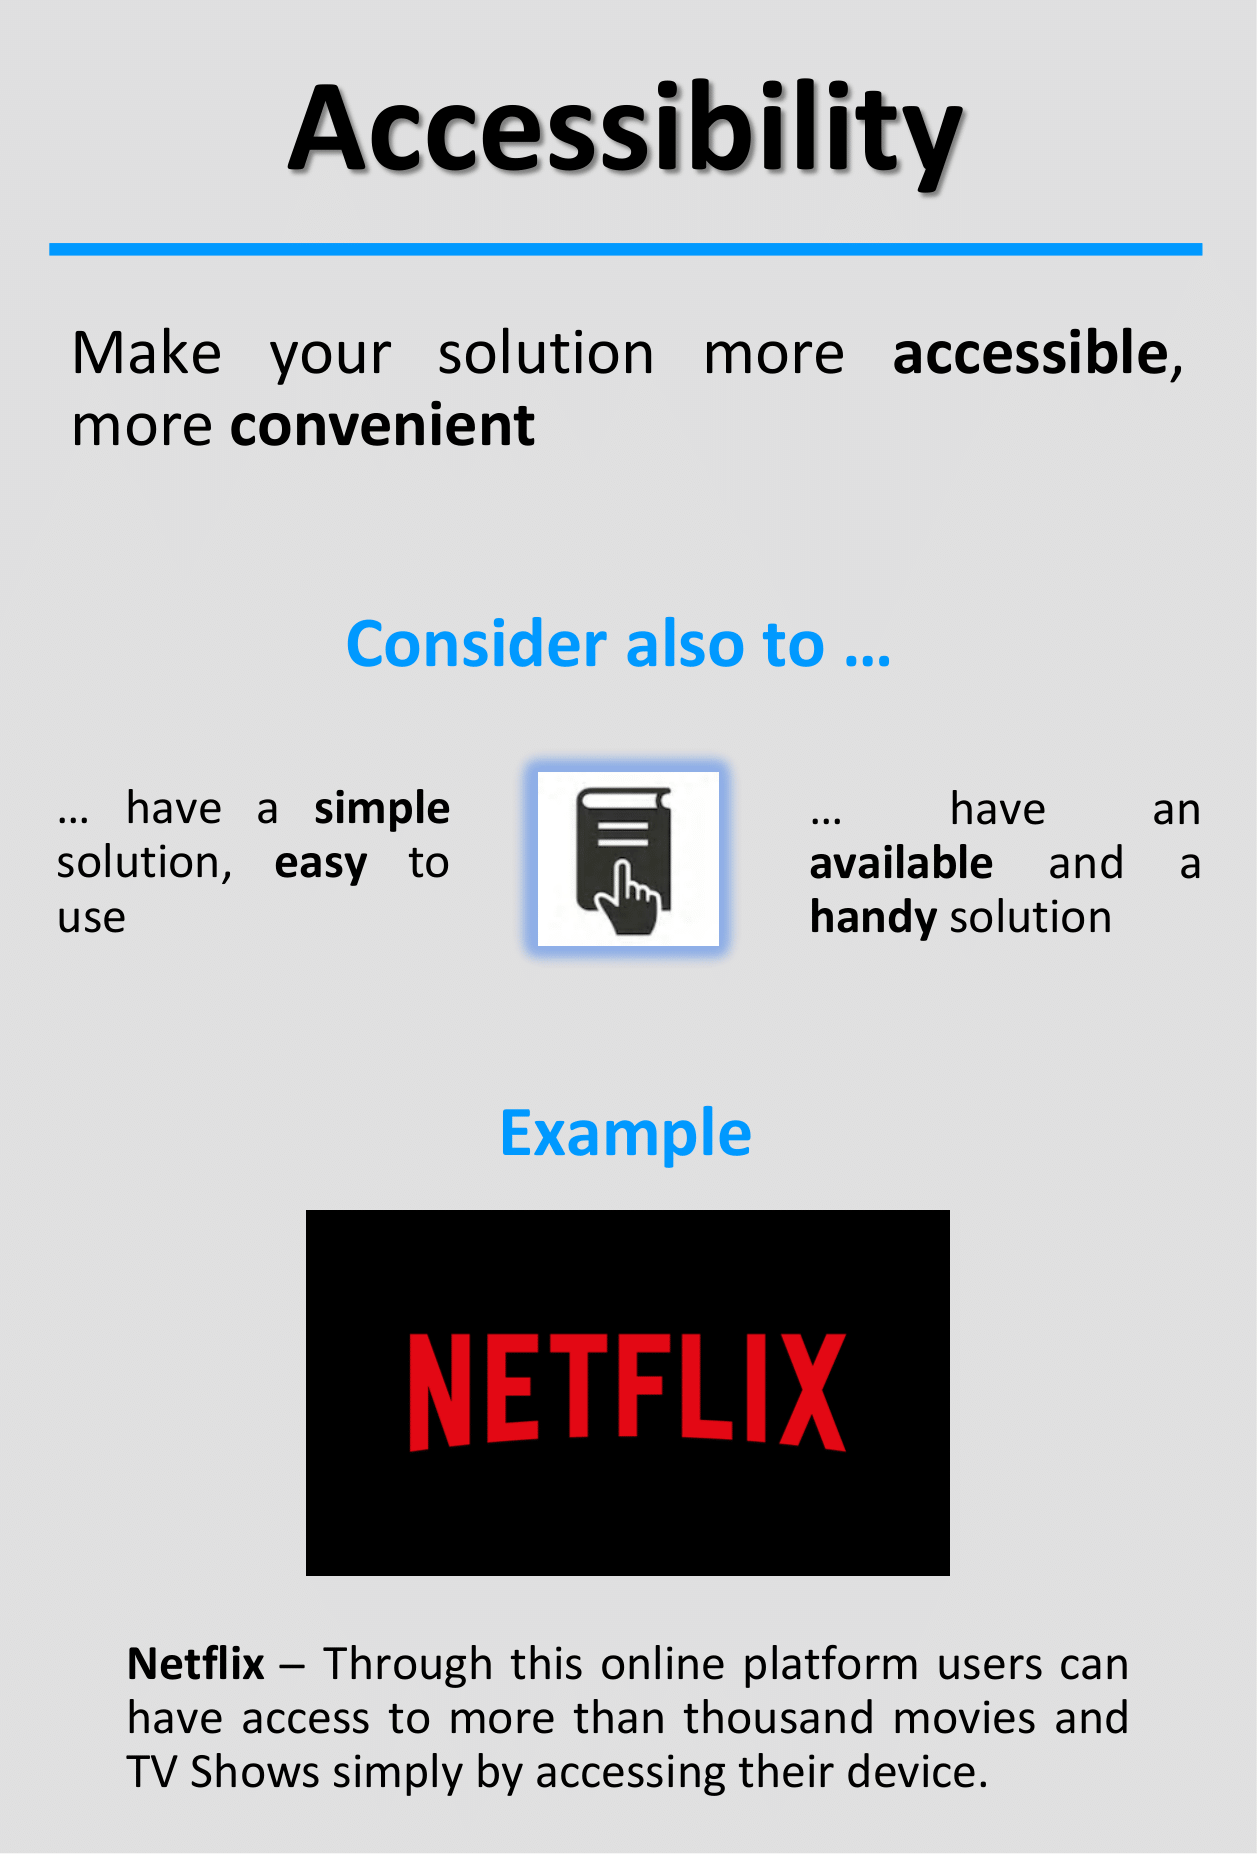 Accessibility
Make your solution more accessible,
more convenient
Consider also to …
… have a simple
solution, easy to
use
… have an
available and a
handy solution
Example
NETFLIX
Netflix – Through this online platform users can
have access to more than thousand movies and
TV Shows simply by accessing their device.